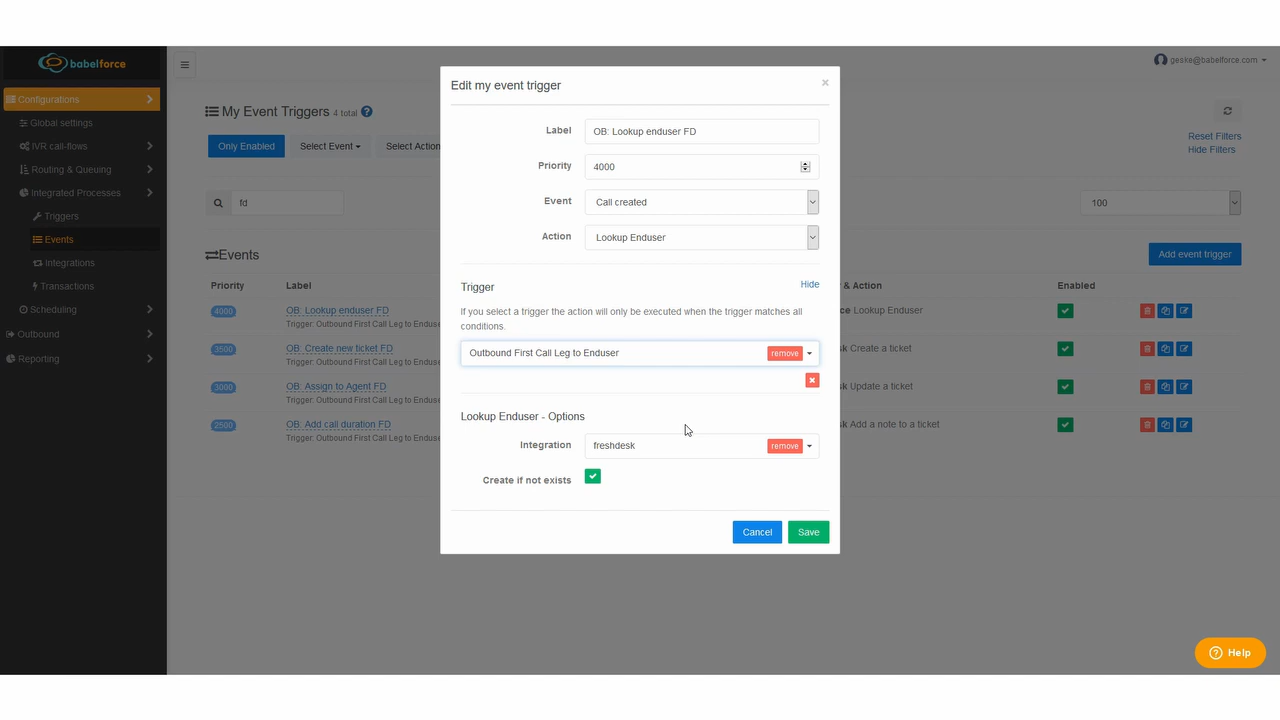 babelforce
geske@babelforce.com
Configurations
Global settings
IVR call-flows
Routing & Queuing
Integrated Processes
Triggers
Events
Integrations
Transactions
Scheduling
Outbound
Reporting
My Event Triggers 4 total ?
Reset Filters
Hide Filters
Only Enabled
Select Event
Select Action
fd
100
Events
Add event trigger
Priority Label & Action Enabled
4000 OB: Lookup enduser FD ce Lookup Enduser
Trigger: Outbound First Call Leg to Enduse
3500 OB: Create new ticket FD sk Create a ticket
Trigger: Outbound First Call Leg to Enduse
3000 OB: Assign to Agent FD sk Update a ticket
Trigger: Outbound First Call Leg to Enduse
2500 OB: Add call duration FD sk Add a note to a ticket
Trigger: Outbound First Call Leg to Enduse
Edit my event trigger ×
Label OB: Lookup enduser FD
Priority 4000
Event Call created
Action Lookup Enduser
Trigger Hide
If you select a trigger the action will only be executed when the trigger matches all
conditions.
Outbound First Call Leg to Enduser remove
Lookup Enduser - Options
Integration freshdesk remove
Create if not exists
Cancel Save
? Help